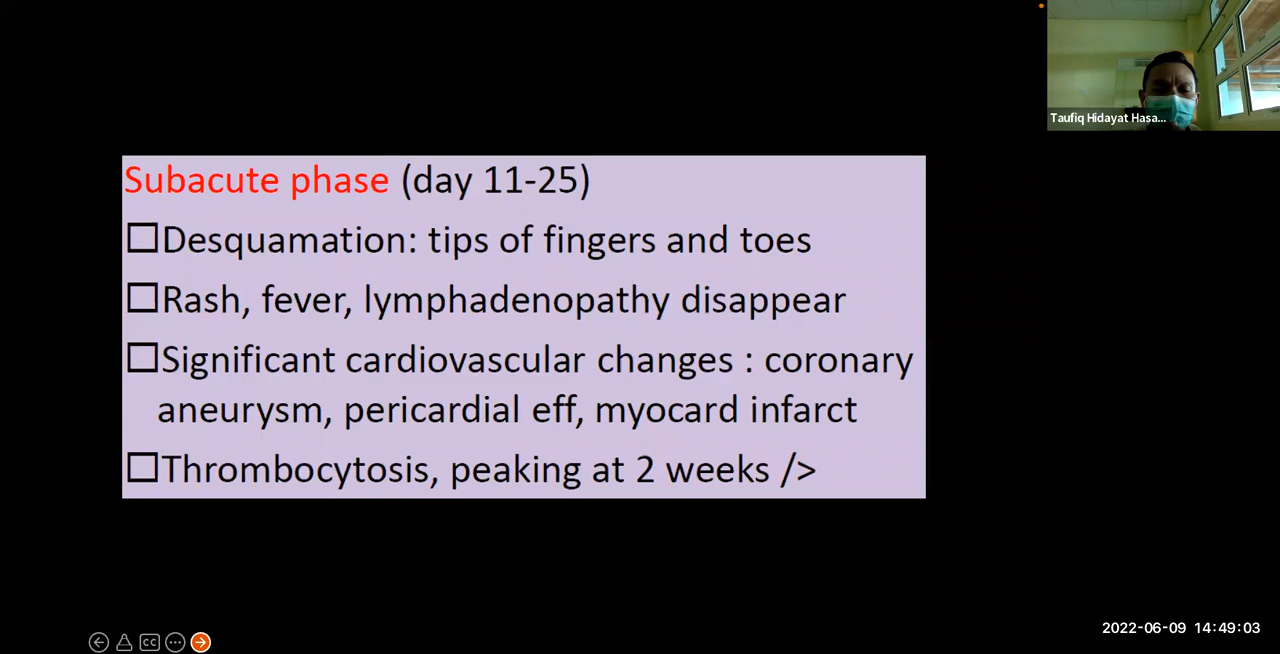 Taufiq Hidayat Hasa...
Subacute phase (day 11-25)
☐Desquamation: tips of fingers and toes
☐Rash, fever, lymphadenopathy disappear
☐Significant cardiovascular changes : coronary
aneurysm, pericardial eff, myocard infarct
☐Thrombocytosis, peaking at 2 weeks />
CC
2022-06-09 14:49:03